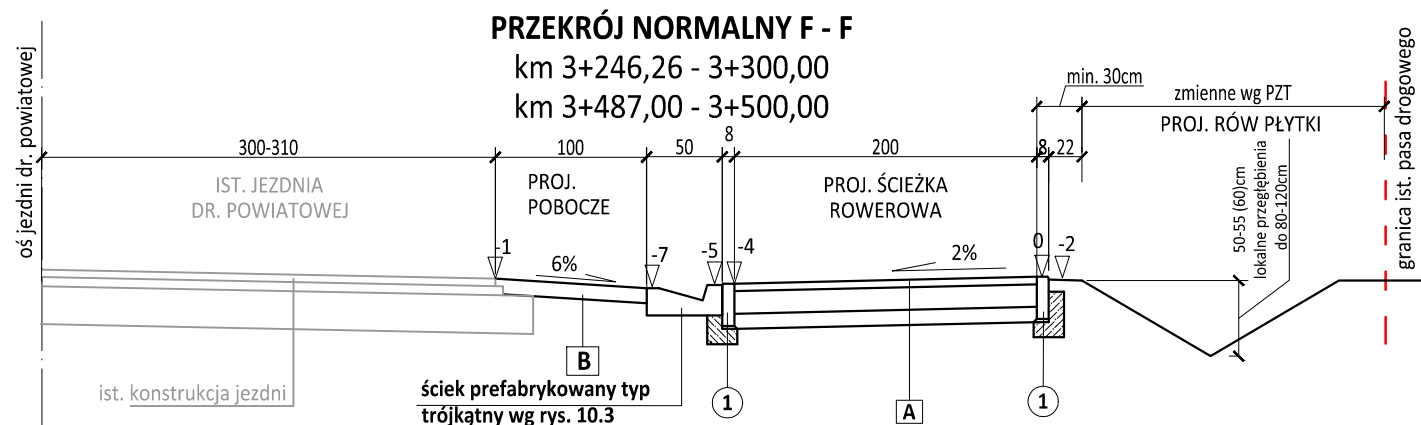 PRZEKRÓJ NORMALNY F - F
km 3+246,26 - 3+300,00
km 3+487,00 - 3+500,00
oś jezdni dr. powiatowej
granica ist. pasa drogowego
min. 30cm
zmienne wg PZT
PROJ. RÓW PŁYTKI
300-310
100
50
8
200
8
22
IST. JEZDNIA
DR. POWIATOWEJ
PROJ.
POBOCZE
PROJ. ŚCIEŻKA
ROWEROWA
50-55 (60)cm
lokalne przegłębienia
do 80-120cm
-1
6%
-7
-5
-4
2%
0
-2
B
ist. konstrukcja jezdni
ściek prefabrykowany typ
trójkątny wg rys. 10.3
1
A
1